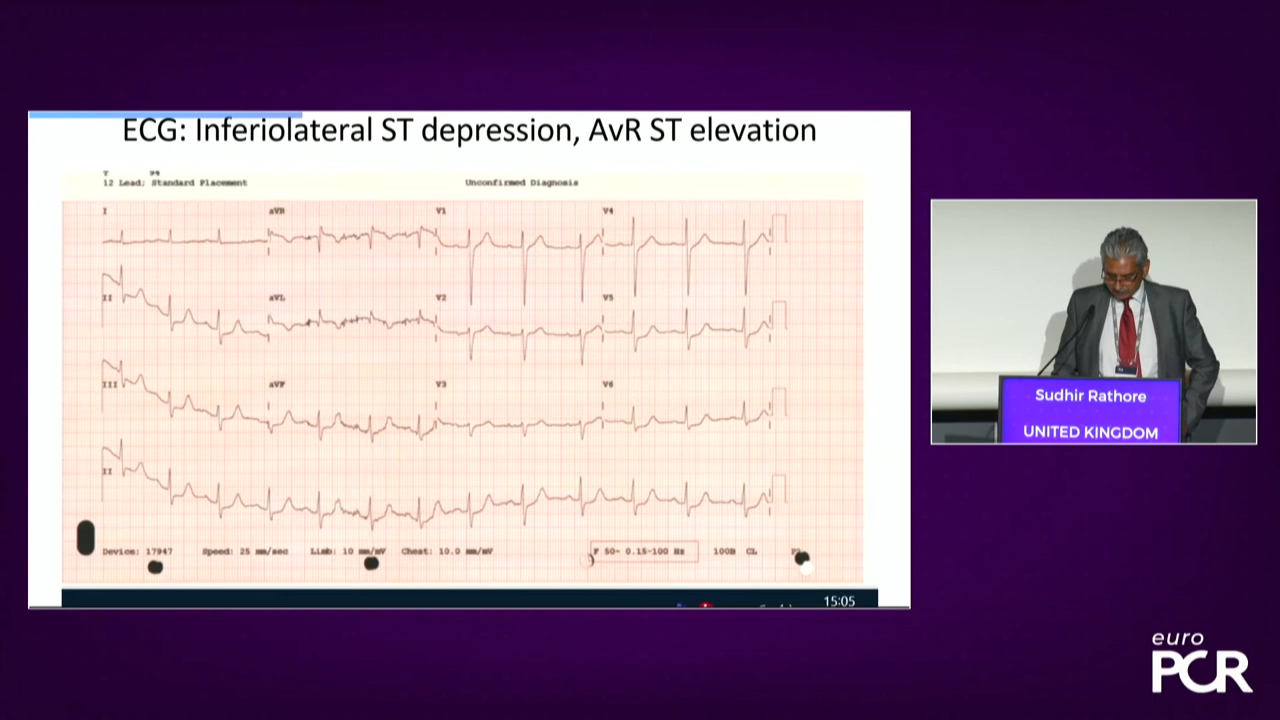 ECG: Inferiolateral ST depression, AvR ST elevation
12 Lead; Standard Placement
Unconfirmed Diagnosis
I
aVR
V1
V4
II
aVL
V2
V5
III
aVF
V3
V6
II
Device: 17947
Speed: 25 mm/sec
Limb: 10 mm/mV
Chest: 10.0 mm/mV
F 50~ 0.15-100 Hz
100B
CL
15:05
Sudhir Rathore
UNITED KINGDOM
euro
PCR